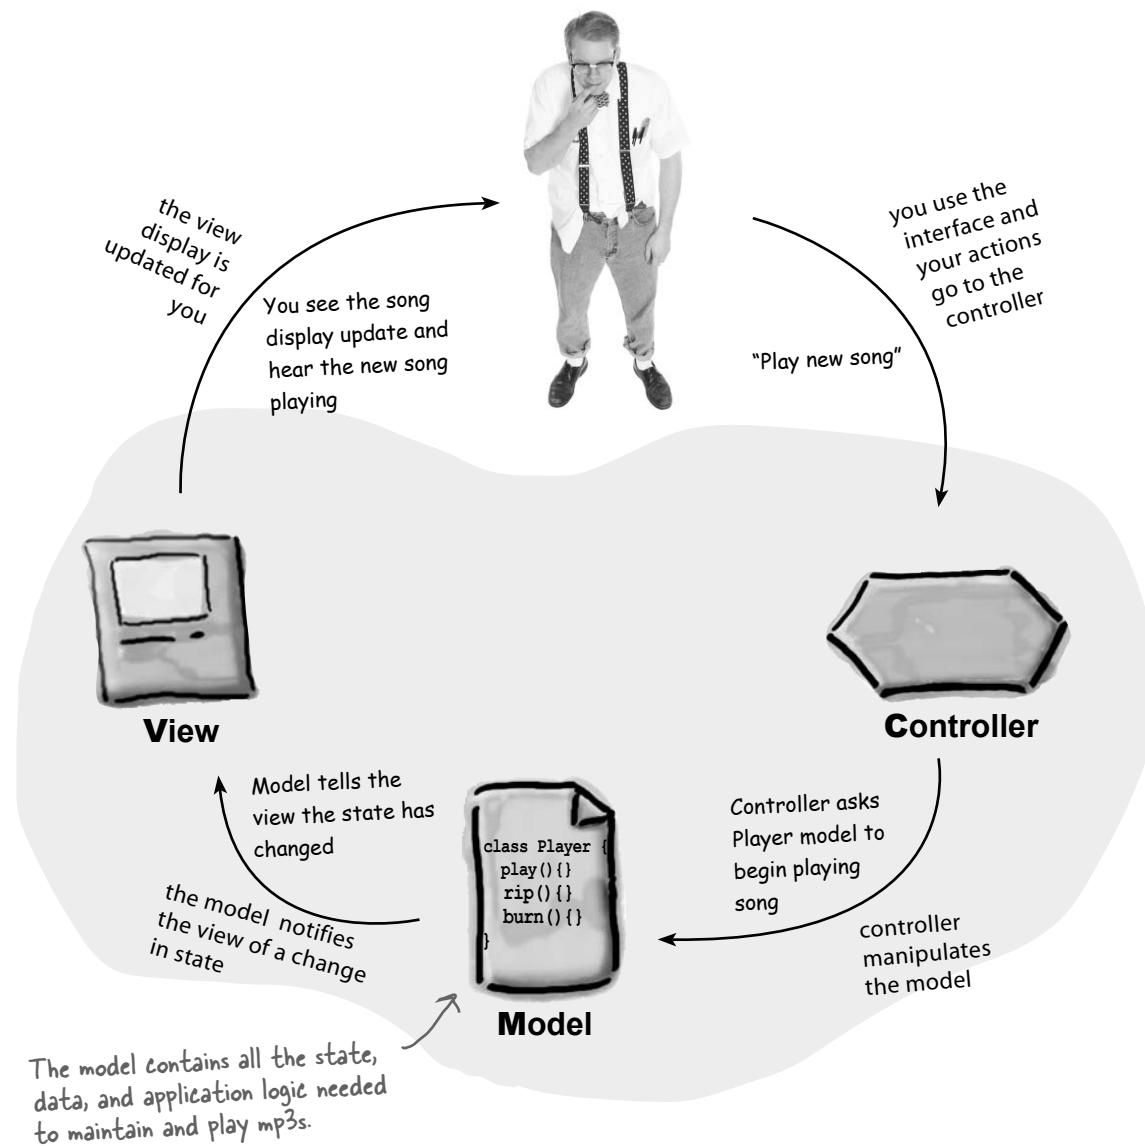 the view
display is
updated for
you
You see the song
display update and
hear the new song
playing
you use the
interface and
your actions
go to the
controller
“Play new song”
View
Controller
Model tells the
view the state has
changed
the model notifies
the view of a change
in state
class Player {
play(){}
rip(){}
burn(){}
}
Model
Controller asks
Player model to
begin playing
song
controller
manipulates
the model
The model contains all the state,
data, and application logic needed
to maintain and play mp3s.